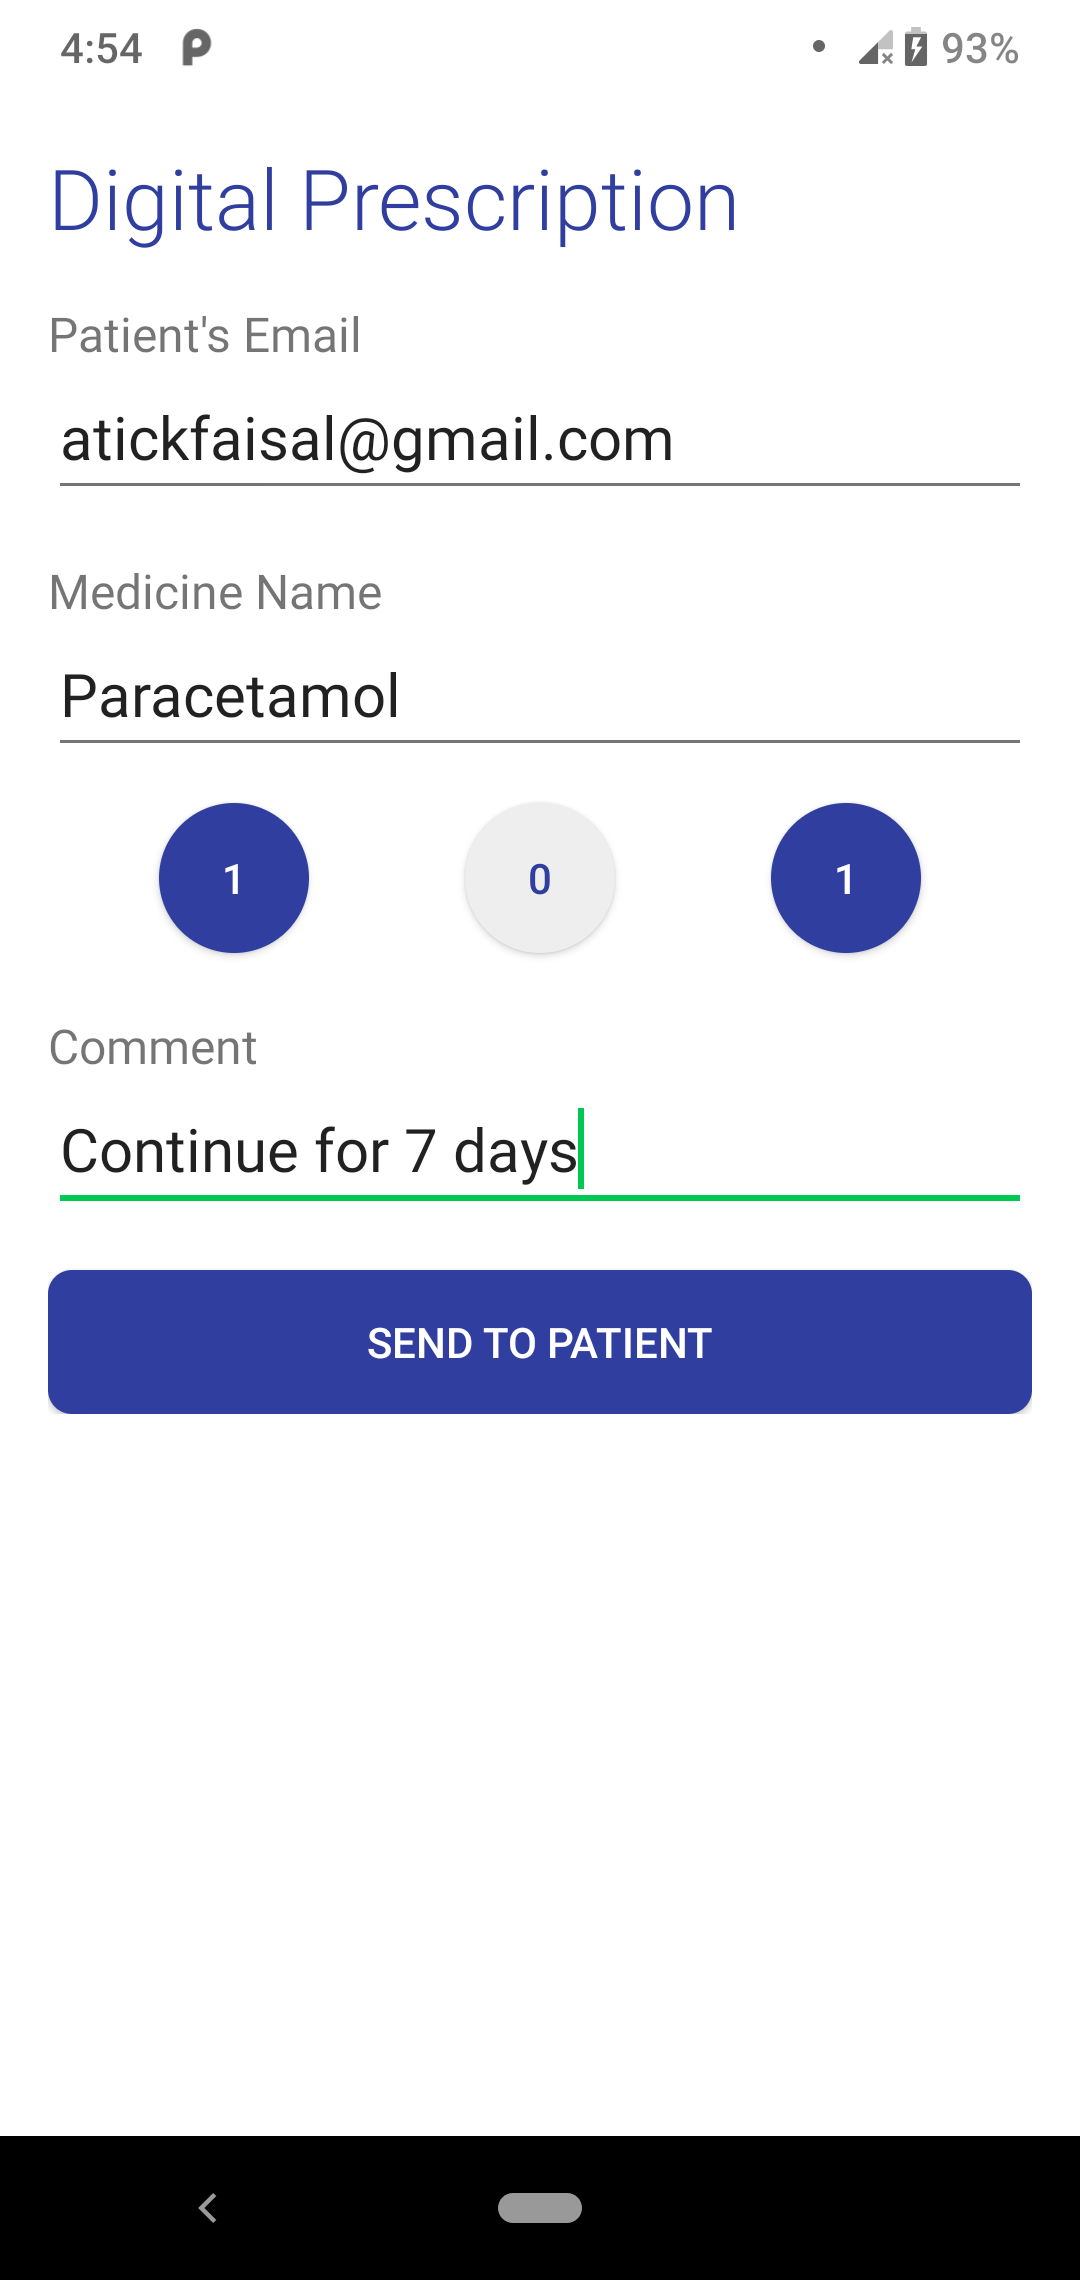 4:54 93%
Digital Prescription
Patient's Email
atickfaisal@gmail.com
Medicine Name
Paracetamol
1 0 1
Comment
Continue for 7 days
SEND TO PATIENT